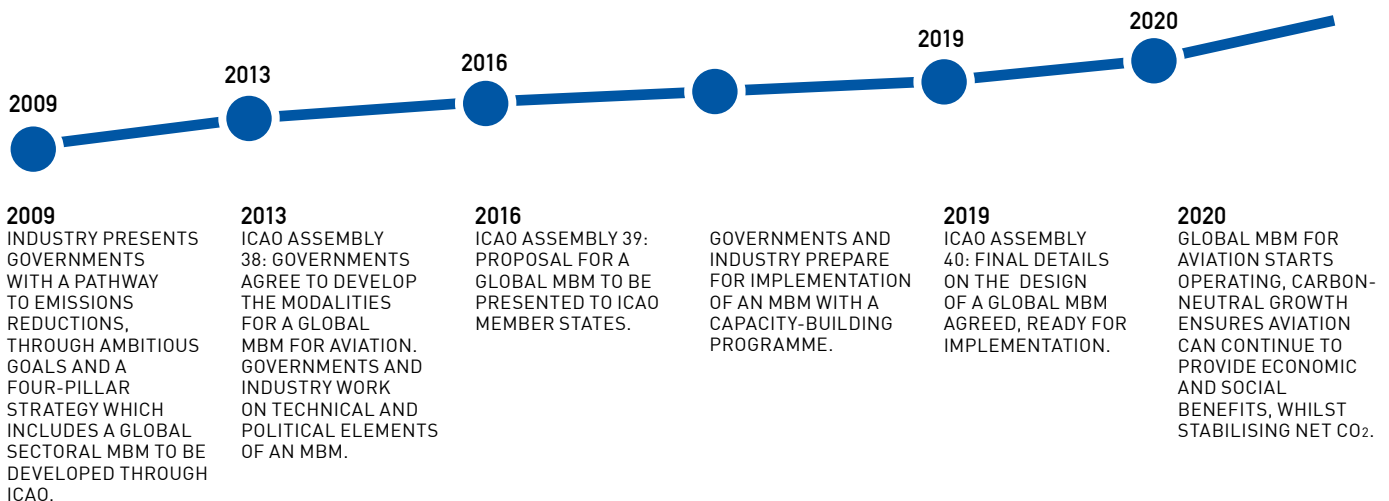 2009
2013
2016
2019
2020
2009
INDUSTRY PRESENTS
GOVERNMENTS
WITH A PATHWAY
TO EMISSIONS
REDUCTIONS,
THROUGH AMBITIOUS
GOALS AND A
FOUR-PILLAR
STRATEGY WHICH
INCLUDES A GLOBAL
SECTORAL MBM TO BE
DEVELOPED THROUGH
ICAO.
2013
ICAO ASSEMBLY
38: GOVERNMENTS
AGREE TO DEVELOP
THE MODALITIES
FOR A GLOBAL
MBM FOR AVIATION.
GOVERNMENTS AND
INDUSTRY WORK
ON TECHNICAL AND
POLITICAL ELEMENTS
OF AN MBM.
2016
ICAO ASSEMBLY 39:
PROPOSAL FOR A
GLOBAL MBM TO BE
PRESENTED TO ICAO
MEMBER STATES.
GOVERNMENTS AND
INDUSTRY PREPARE
FOR IMPLEMENTATION
OF AN MBM WITH A
CAPACITY-BUILDING
PROGRAMME.
2019
ICAO ASSEMBLY
40: FINAL DETAILS
ON THE DESIGN
OF A GLOBAL MBM
AGREED, READY FOR
IMPLEMENTATION.
2020
GLOBAL MBM FOR
AVIATION STARTS
OPERATING, CARBON-
NEUTRAL GROWTH
ENSURES AVIATION
CAN CONTINUE TO
PROVIDE ECONOMIC
AND SOCIAL
BENEFITS, WHILST
STABILISING NET CO2.